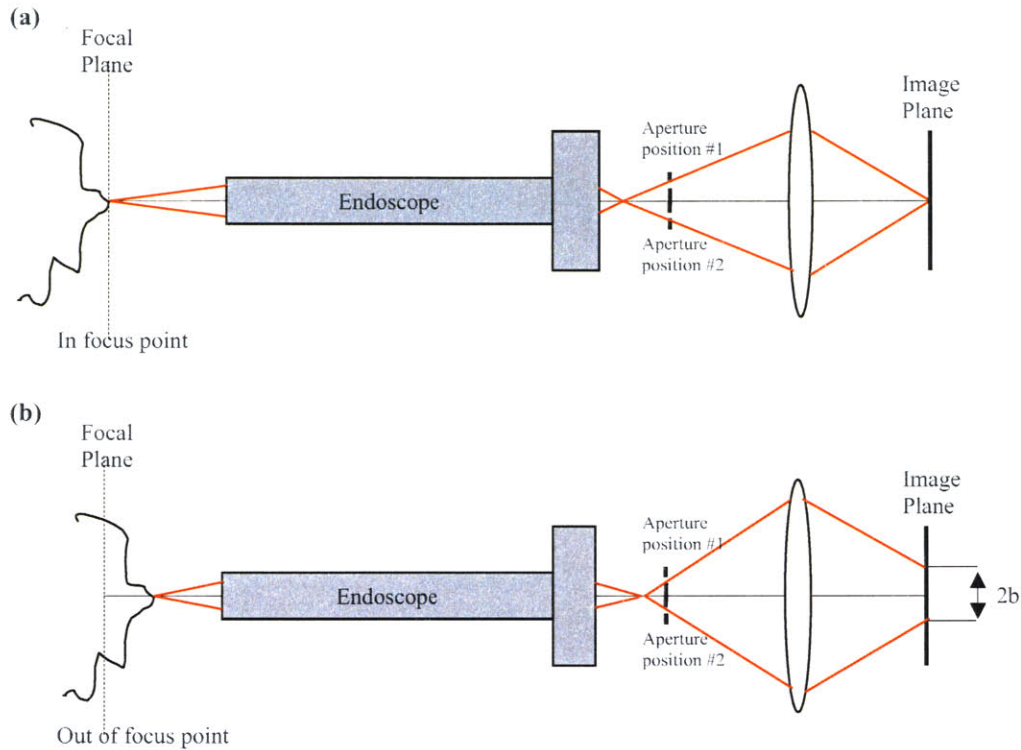 (a)
Focal
Plane
Image
Plane
Aperture
position #1
Endoscope
Aperture
position #2
In focus point
(b)
Focal
Plane
Image
Plane
Aperture
position #1
Endoscope
2b
Aperture
position #2
Out of focus point